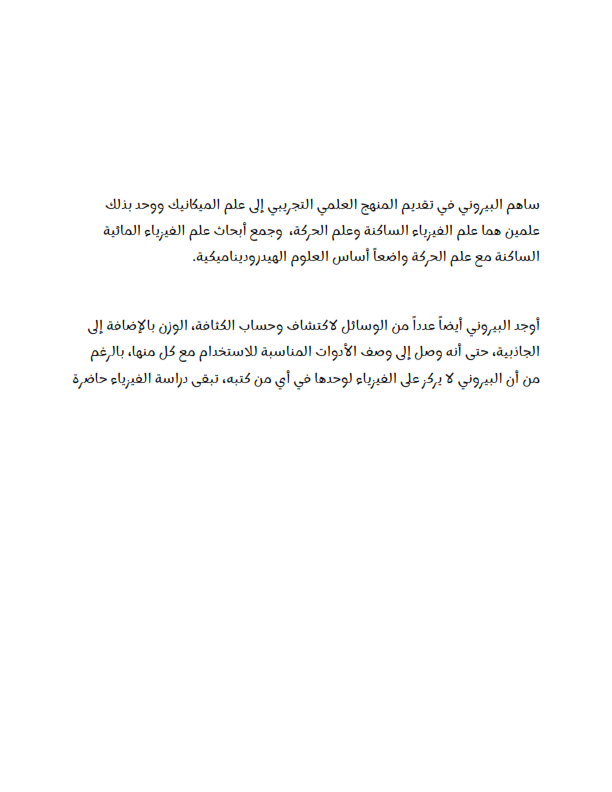 ساهم البيروني في تقديم المنهج العلمي التجريبي إلى علم الميكانيك ووحد بذلك
علمين هما علم الفيزياء الساكنة وعلم الحركة، وجمع أبحاث علم الفيزياء المائية
الساكنة مع علم الحركة واضعاً أساس العلوم الهيدروديناميكية.
أوجد البيروني أيضاً عدداً من الوسائل لاكتشاف وحساب الكثافة، الوزن بالإضافة إلى
الجاذبية، حتى أنه وصل إلى وصف الأدوات المناسبة للاستخدام مع كل منها، بالرغم
من أن البيروني لا يركز على الفيزياء لوحدها في أي من كتبه، تبقى دراسة الفيزياء حاضرة